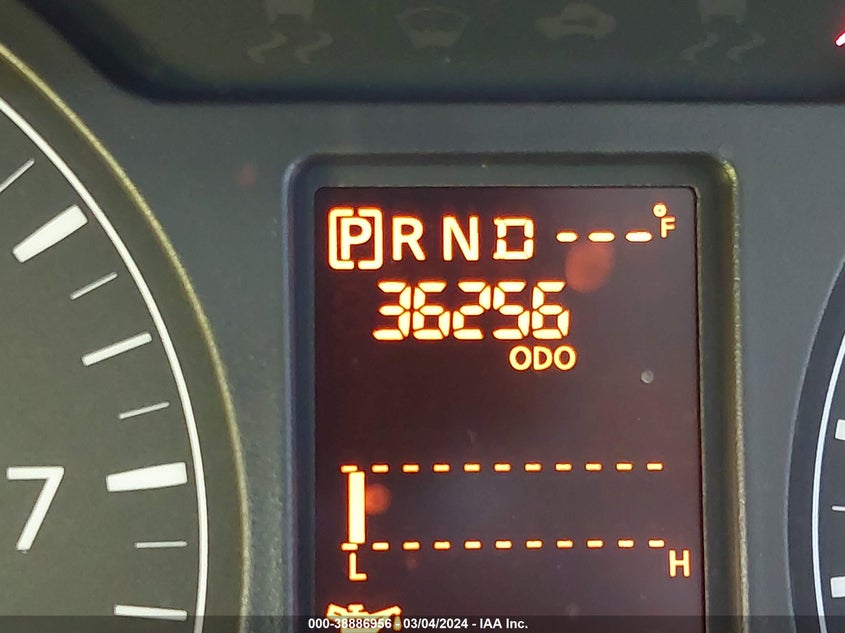 [P] R N D ---°F
36256
ODO
7
L H
000-38886956 - 03/04/2024 - IAA Inc.